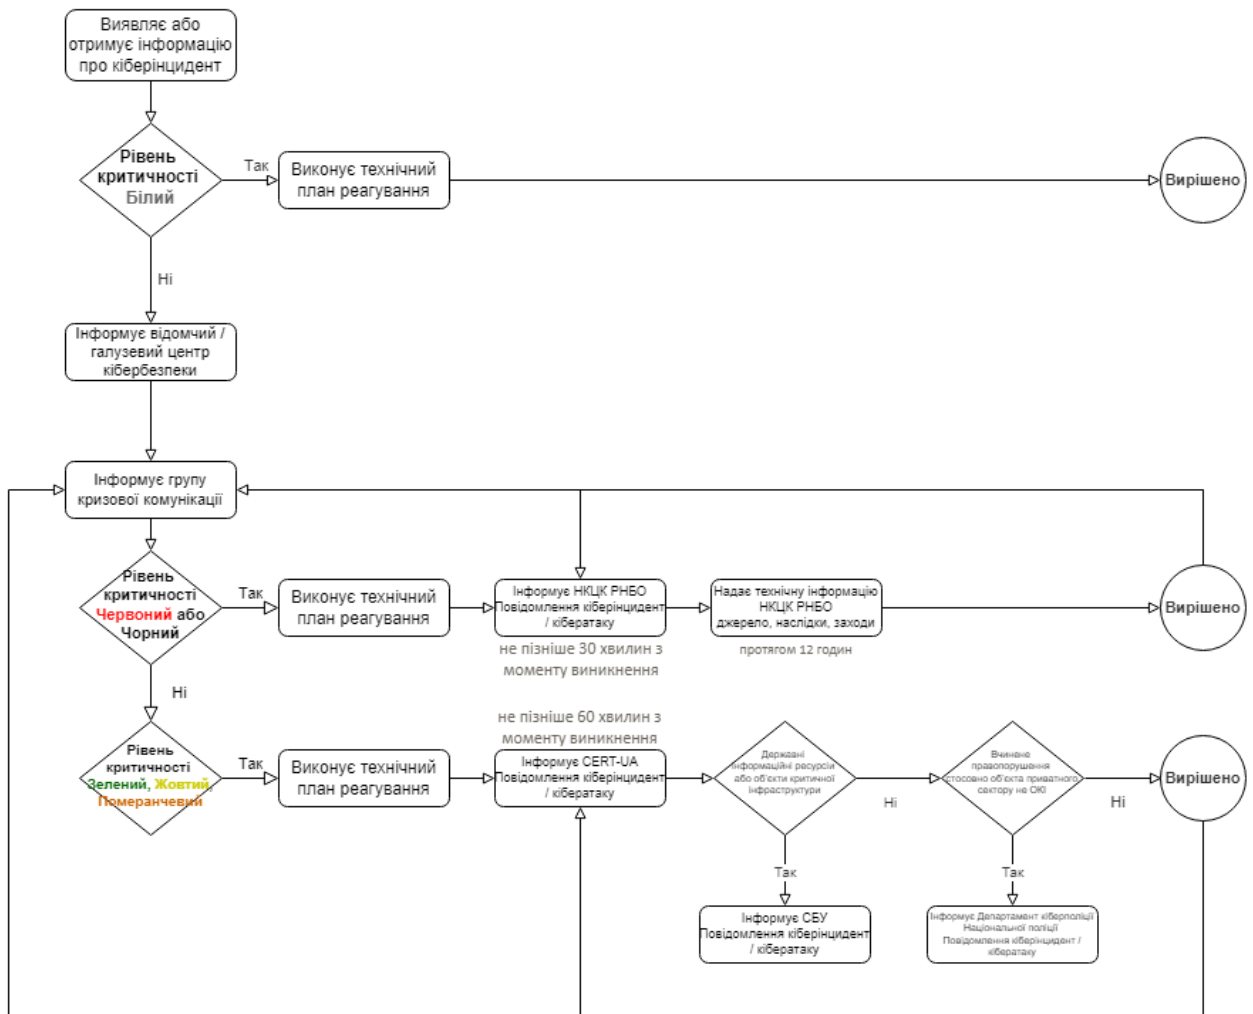 Виявляє або
отримує інформацію
про кіберінцидент
Рівень
критичності
Білий
Так
Виконує технічний
план реагування
Вирішено
Ні
Інформує відомчий /
галузевий центр
кібербезпеки
Інформує групу
кризової комунікації
Рівень
критичності
Червоний або
Чорний
Так
Виконує технічний
план реагування
Інформує НКЦК РНБО
Повідомлення кіберінцидент
/ кібератаку
не пізніше 30 хвилин з
моменту виникнення
Надає технічну інформацію
НКЦК РНБО
джерело, наслідки, заходи
протягом 12 годин
Вирішено
Ні
Рівень
критичності
Зелений, Жовтий,
Померанчевий
Так
Виконує технічний
план реагування
не пізніше 60 хвилин з
моменту виникнення
Інформує CERT-UA
Повідомлення кіберінцидент
/ кібератаку
Державні
інформаційні ресурсіи
або об'єкти критичної
інфраструктури
Ні
Вчинене
правопорушення
стосовно об'єкта приватного
сектору не ОКІ
Ні
Вирішено
Так
Інформує СБУ
Повідомлення кіберінцидент
/ кібератаку
Так
Інформує Департамент кіберполіції
Національної поліції
Повідомлення кіберінцидент /
кібератаку